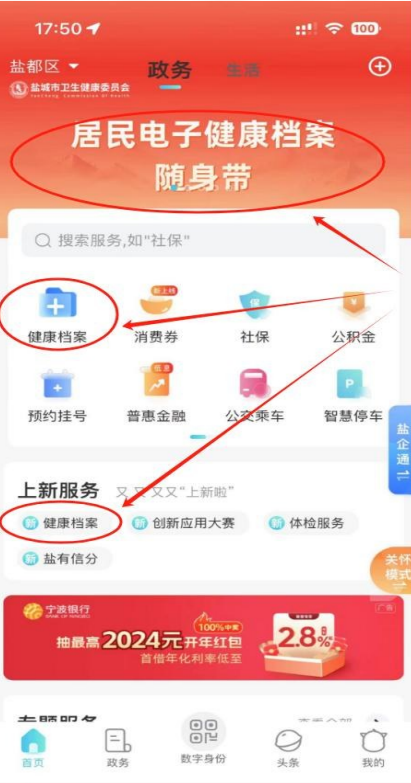 17:50
100
盐都区
政务
生活
盐城市卫生健康委员会
居民电子健康档案
随身带
搜索服务,如"社保"
新上线
健康档案
消费券
社保
公积金
低息
预约挂号
普惠金融
公交乘车
智慧停车
盐企通
上新服务
又 又 又又"上新啦"
新 健康档案
新 创新应用大赛
新 体检服务
新 盐有信分
关怀模式
宁波银行
BANK OF NINGBO
100%中奖
广告
抽最高2024元开年红包
首借年化利率低至
2.8%
首页
政务
数字身份
头条
我的